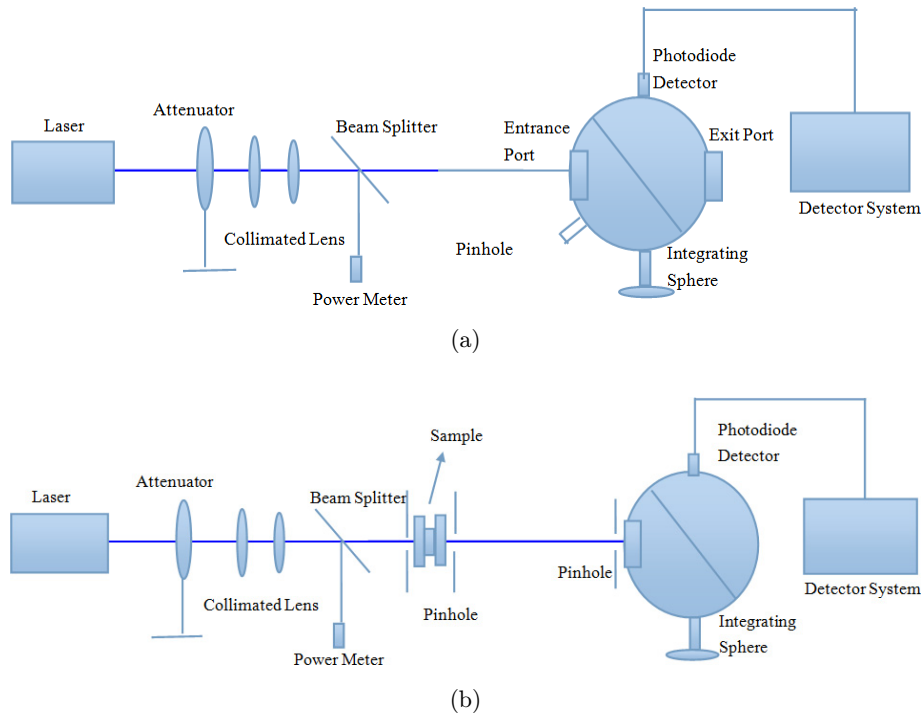 Photodiode
Detector
Attenuator
Laser
Beam Splitter
Entrance
Port
Exit Port
Detector System
Collimated Lens
Pinhole
Integrating
Sphere
Power Meter
(a)
Sample
Photodiode
Detector
Attenuator
Laser
Beam Splitter
Pinhole
Detector System
Collimated Lens
Pinhole
Integrating
Sphere
Power Meter
(b)